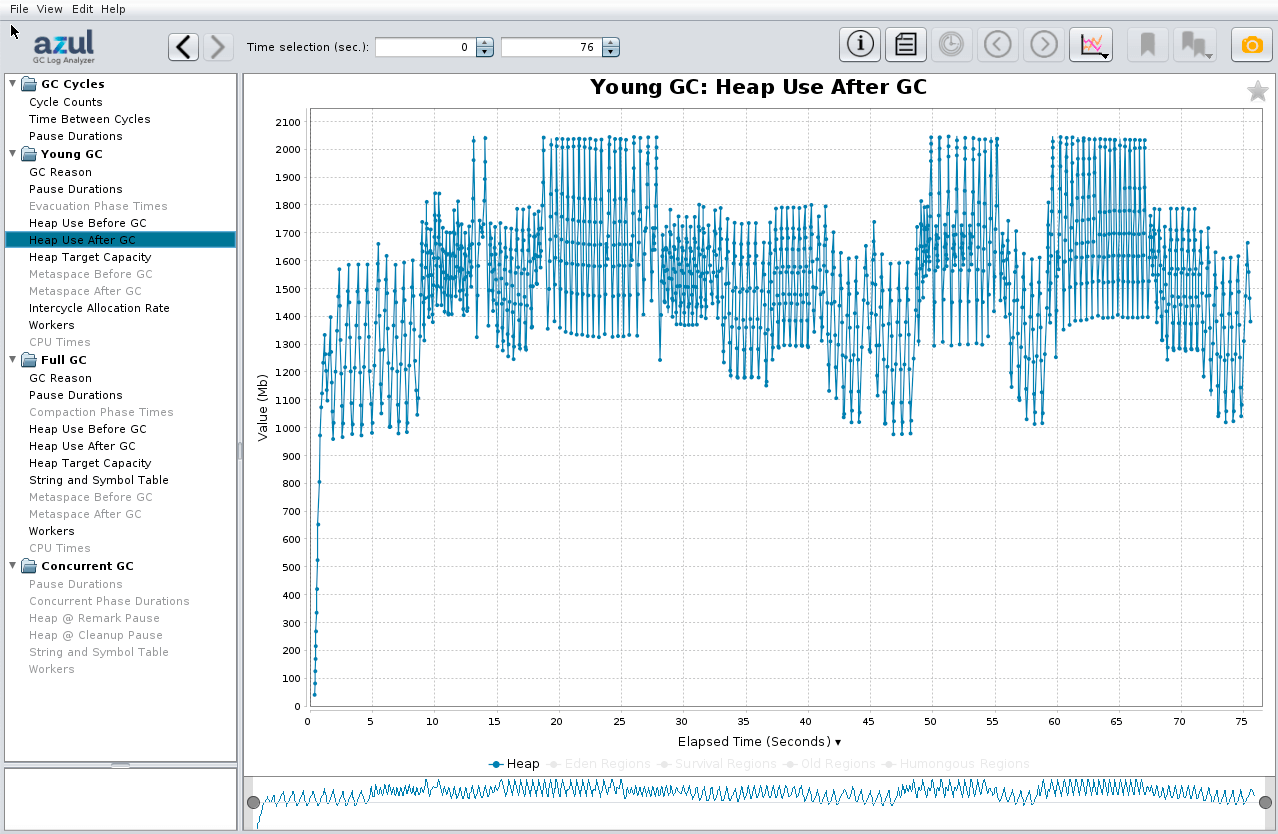 File View Edit Help
azul
GC Log Analyzer
Time selection (sec.): 0 76
GC Cycles
Cycle Counts
Time Between Cycles
Pause Durations
Young GC
GC Reason
Pause Durations
Evacuation Phase Times
Heap Use Before GC
Heap Use After GC
Heap Target Capacity
Metaspace Before GC
Metaspace After GC
Intercycle Allocation Rate
Workers
CPU Times
Full GC
GC Reason
Pause Durations
Compaction Phase Times
Heap Use Before GC
Heap Use After GC
Heap Target Capacity
String and Symbol Table
Metaspace Before GC
Metaspace After GC
Workers
CPU Times
Concurrent GC
Pause Durations
Concurrent Phase Durations
Heap @ Remark Pause
Heap @ Cleanup Pause
String and Symbol Table
Workers
Young GC: Heap Use After GC
Value (Mb)
2100
2000
1900
1800
1700
1600
1500
1400
1300
1200
1100
1000
900
800
700
600
500
400
300
200
100
0
0 5 10 15 20 25 30 35 40 45 50 55 60 65 70 75
Elapsed Time (Seconds) ▾
Heap Eden Regions Survival Regions Old Regions Humongous Regions